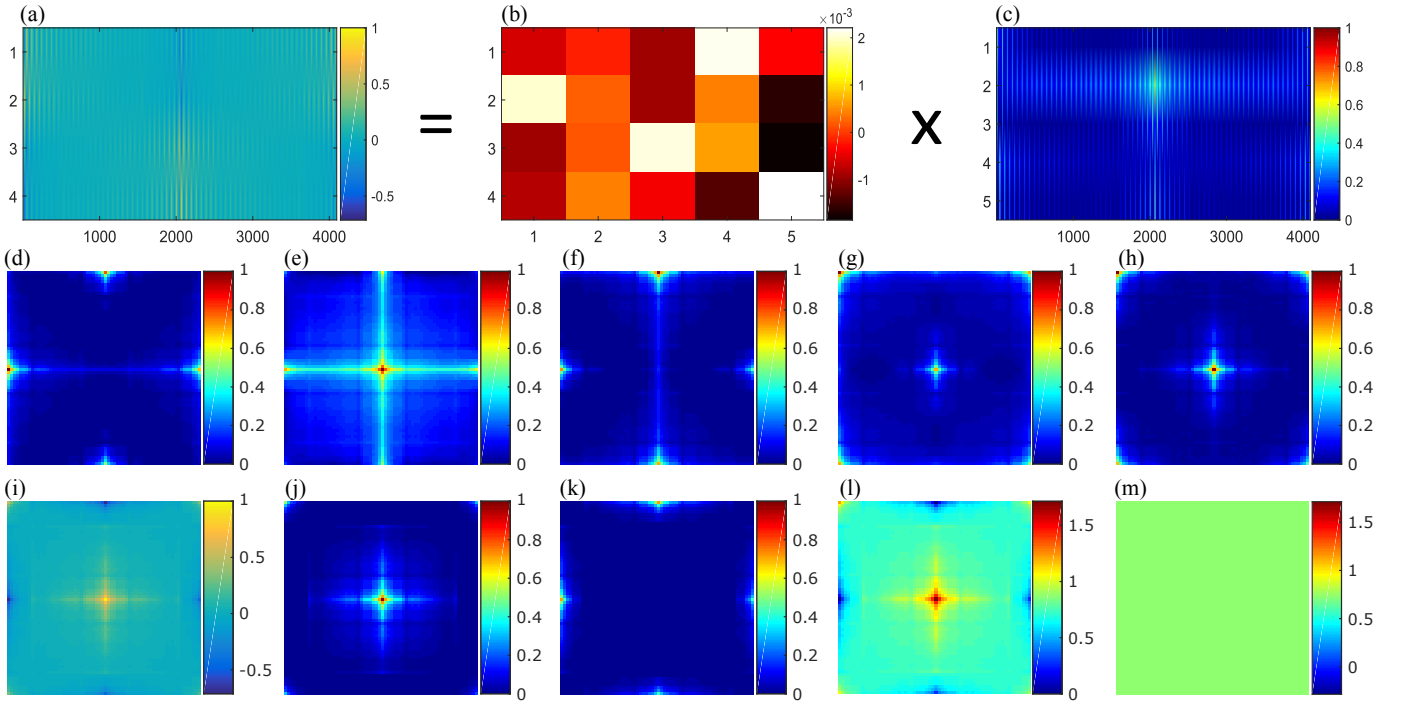 (a) (b) (c)
×10⁻³
1 2 3 4
1000 2000 3000 4000
1 0.5 0 -0.5
=
1 2 3 4
1 2 3 4 5
2 1 0 -1
x
1 2 3 4 5
1000 2000 3000 4000
1 0.8 0.6 0.4 0.2 0
(d) (e) (f) (g) (h)
1 1 1 1 1
0.8 0.8 0.8 0.8 0.8
0.6 0.6 0.6 0.6 0.6
0.4 0.4 0.4 0.4 0.4
0.2 0.2 0.2 0.2 0.2
0 0 0 0 0
(i) (j) (k) (l) (m)
1 0.5 0 -0.5
1 0.8 0.6 0.4 0.2 0
1 0.8 0.6 0.4 0.2 0
1.5 1 0.5 0
1.5 1 0.5 0